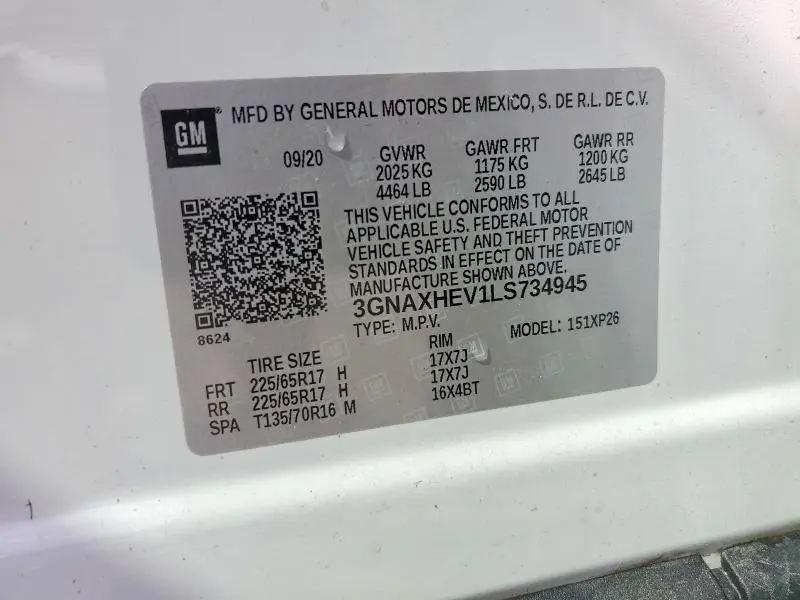 GM
MFD BY GENERAL MOTORS DE MEXICO, S. DE R.L. DE C.V.
09/20 GVWR GAWR FRT GAWR RR
2025 KG 1175 KG 1200 KG
4464 LB 2590 LB 2645 LB
THIS VEHICLE CONFORMS TO ALL
APPLICABLE U.S. FEDERAL MOTOR
VEHICLE SAFETY AND THEFT PREVENTION
STANDARDS IN EFFECT ON THE DATE OF
MANUFACTURE SHOWN ABOVE.
3GNAXHEV1LS734945
8624
TYPE: M.P.V. MODEL: 151XP26
TIRE SIZE RIM
FRT 225/65R17 H 17X7J
RR 225/65R17 H 17X7J
SPA T135/70R16 M 16X4BT